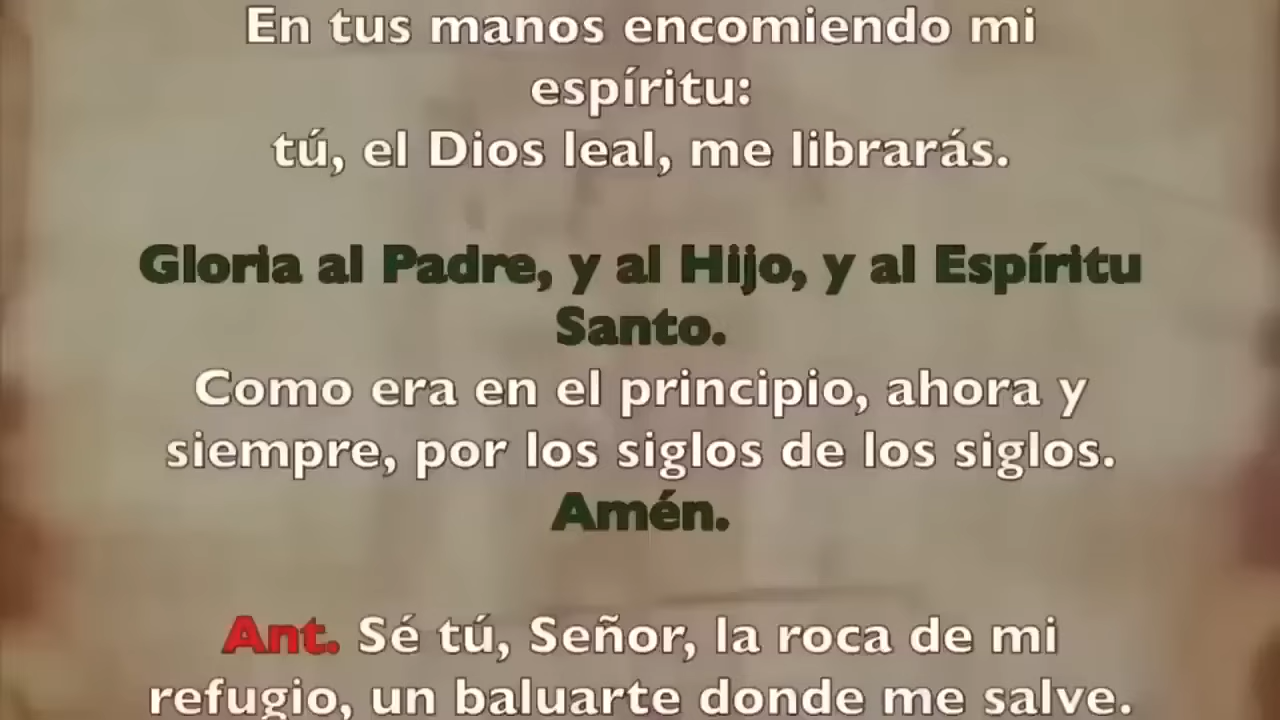 En tus manos encomiendo mi
espíritu:
tú, el Dios leal, me librarás.
Gloria al Padre, y al Hijo, y al Espíritu
Santo.
Como era en el principio, ahora y
siempre, por los siglos de los siglos.
Amén.
Ant. Sé tú, Señor, la roca de mi
refugio, un baluarte donde me salve.